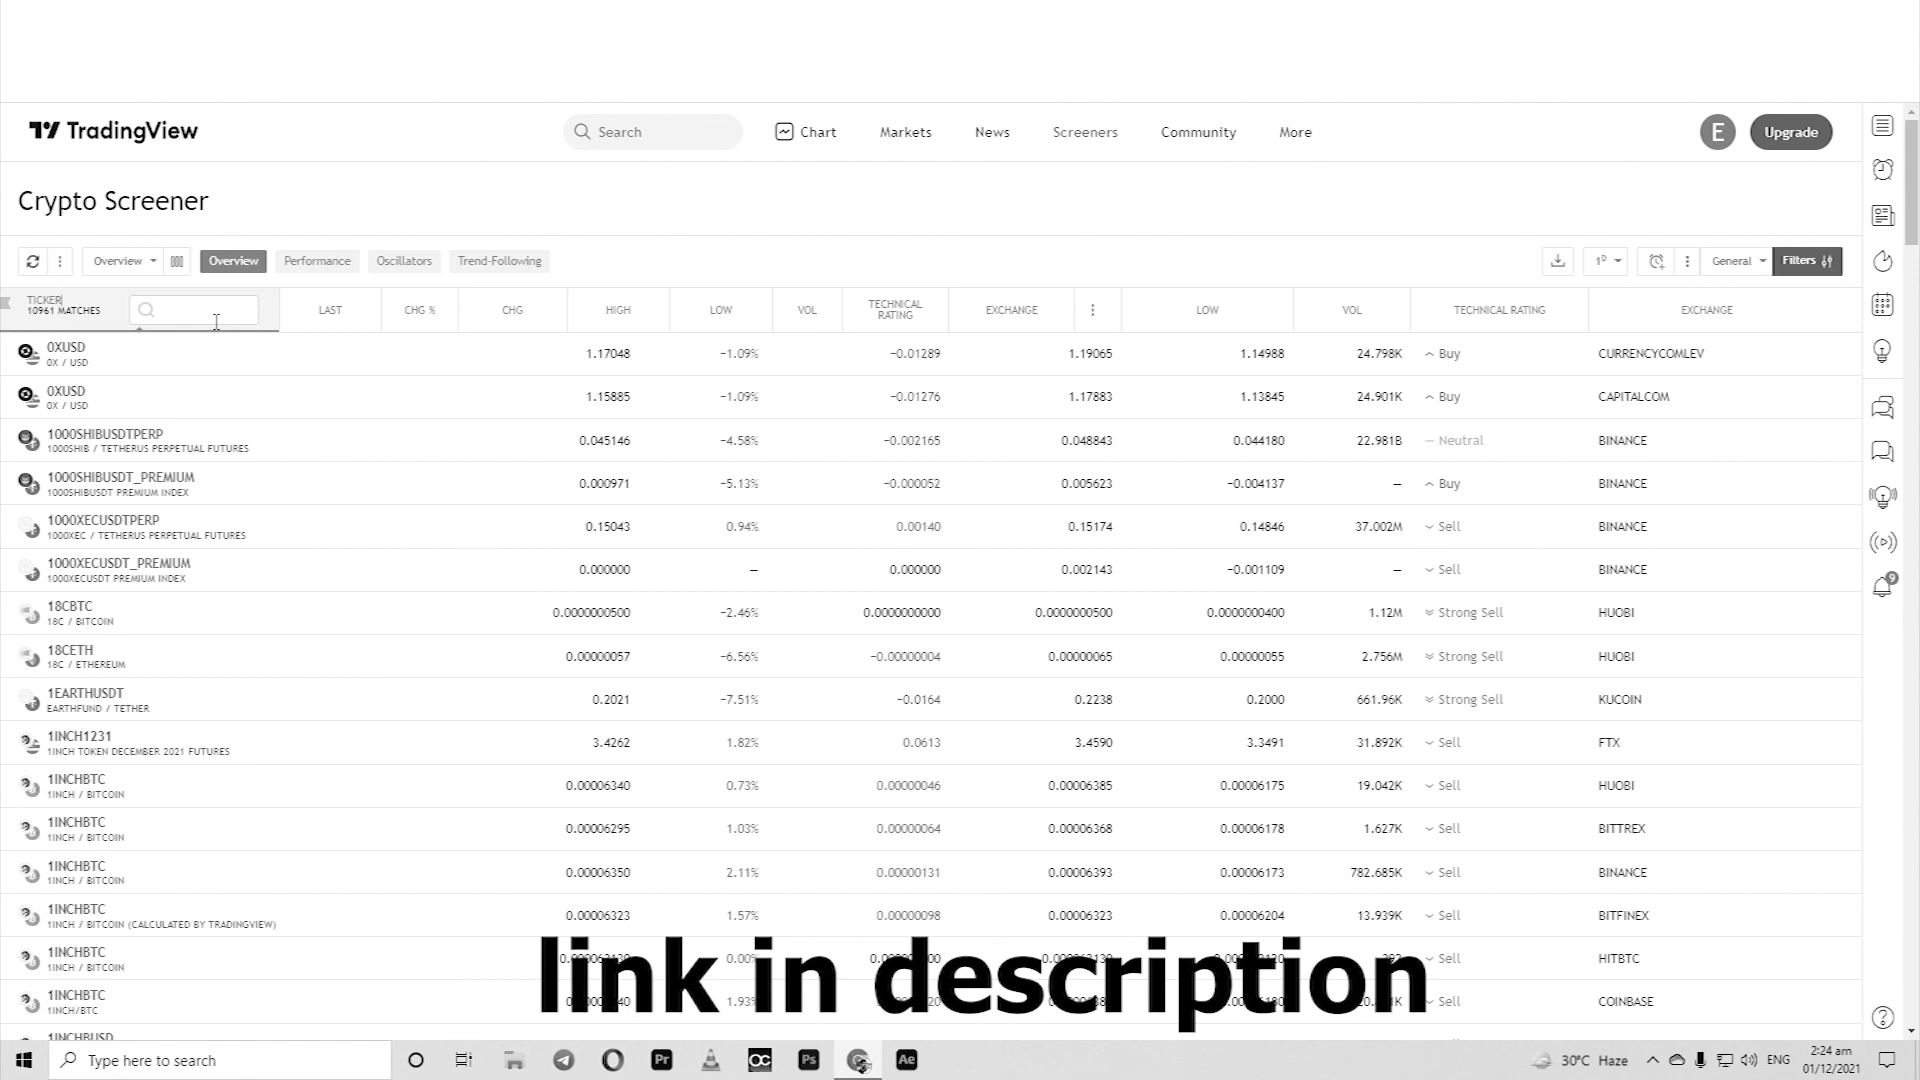 TradingView
Search
Chart
Markets
News
Screeners
Community
More
E
Upgrade
Crypto Screener
Overview
Overview
Performance
Oscillators
Trend-Following
1D
General
Filters
TICKER
10961 MATCHES
LAST
CHG %
CHG
HIGH
LOW
VOL
TECHNICAL
RATING
EXCHANGE
LOW
VOL
TECHNICAL RATING
EXCHANGE
0XUSD
0X / USD
1.17048 −1.09% −0.01289 1.19065 1.14988 24.798K Buy CURRENCYCOMLEV
0XUSD
0X / USD
1.15885 −1.09% −0.01276 1.17883 1.13845 24.901K Buy CAPITALCOM
1000SHIBUSDTPERP
1000SHIB / TETHERUS PERPETUAL FUTURES
0.045146 −4.58% −0.002165 0.048843 0.044180 22.981B — Neutral BINANCE
1000SHIBUSDT_PREMIUM
1000SHIBUSDT PREMIUM INDEX
0.000971 −5.13% −0.000052 0.005623 −0.004137 — Buy BINANCE
1000XECUSDTPERP
1000XEC / TETHERUS PERPETUAL FUTURES
0.15043 0.94% 0.00140 0.15174 0.14846 37.002M Sell BINANCE
1000XECUSDT_PREMIUM
1000XECUSDT PREMIUM INDEX
0.000000 — 0.000000 0.002143 −0.001109 — Sell BINANCE
18CBTC
18C / BITCOIN
0.0000000500 −2.46% 0.0000000000 0.0000000500 0.0000000400 1.12M Strong Sell HUOBI
18CETH
18C / ETHEREUM
0.00000057 −6.56% −0.00000004 0.00000065 0.00000055 2.756M Strong Sell HUOBI
1EARTHUSDT
EARTHFUND / TETHER
0.2021 −7.51% −0.0164 0.2238 0.2000 661.96K Strong Sell KUCOIN
1INCH1231
1INCH TOKEN DECEMBER 2021 FUTURES
3.4262 1.82% 0.0613 3.4590 3.3491 31.892K Sell FTX
1INCHBTC
1INCH / BITCOIN
0.00006340 0.73% 0.00000046 0.00006385 0.00006175 19.042K Sell HUOBI
1INCHBTC
1INCH / BITCOIN
0.00006295 1.03% 0.00000064 0.00006368 0.00006178 1.627K Sell BITTREX
1INCHBTC
1INCH / BITCOIN
0.00006350 2.11% 0.00000131 0.00006393 0.00006173 782.685K Sell BINANCE
1INCHBTC
1INCH / BITCOIN (CALCULATED BY TRADINGVIEW)
0.00006323 1.57% 0.00000098 0.00006323 0.00006204 13.939K Sell BITFINEX
1INCHBTC
1INCH / BITCOIN
Sell HITBTC
1INCHBTC
1INCH/BTC
Sell COINBASE
1INCHBUSD
link in description
9
Type here to search
Pr
OC
Ps
Ae
30°C Haze
ENG
2:24 am
01/12/2021